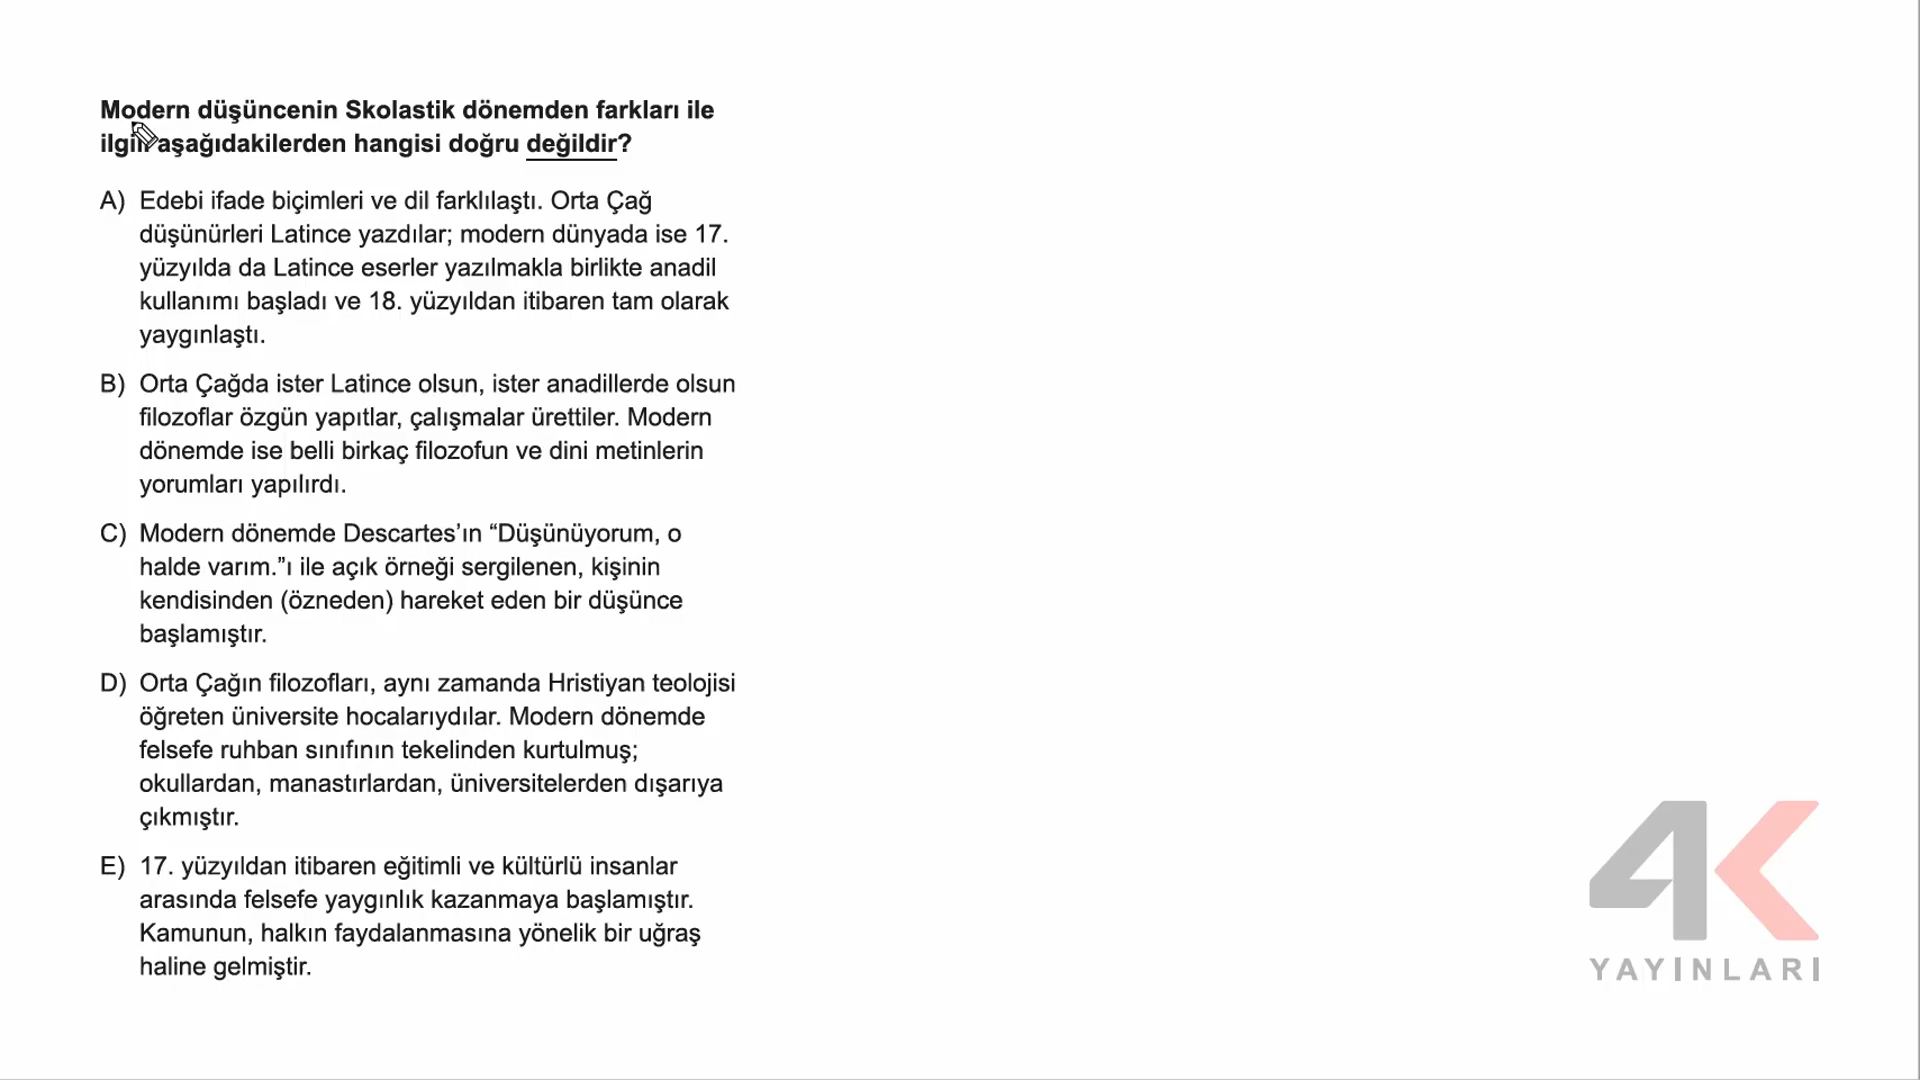 Modern düşüncenin Skolastik dönemden farkları ile
ilgili aşağıdakilerden hangisi doğru değildir?
A) Edebi ifade biçimleri ve dil farklılaştı. Orta Çağ
düşünürleri Latince yazdılar; modern dünyada ise 17.
yüzyılda da Latince eserler yazılmakla birlikte anadil
kullanımı başladı ve 18. yüzyıldan itibaren tam olarak
yaygınlaştı.
B) Orta Çağda ister Latince olsun, ister anadillerde olsun
filozoflar özgün yapıtlar, çalışmalar ürettiler. Modern
dönemde ise belli birkaç filozofun ve dini metinlerin
yorumları yapılırdı.
C) Modern dönemde Descartes’ın “Düşünüyorum, o
halde varım.”ı ile açık örneği sergilenen, kişinin
kendisinden (özneden) hareket eden bir düşünce
başlamıştır.
D) Orta Çağın filozofları, aynı zamanda Hristiyan teolojisi
öğreten üniversite hocalarıydılar. Modern dönemde
felsefe ruhban sınıfının tekelinden kurtulmuş;
okullardan, manastırlardan, üniversitelerden dışarıya
çıkmıştır.
E) 17. yüzyıldan itibaren eğitimli ve kültürlü insanlar
arasında felsefe yaygınlık kazanmaya başlamıştır.
Kamunun, halkın faydalanmasına yönelik bir uğraş
haline gelmiştir.
4K
YAYINLARI